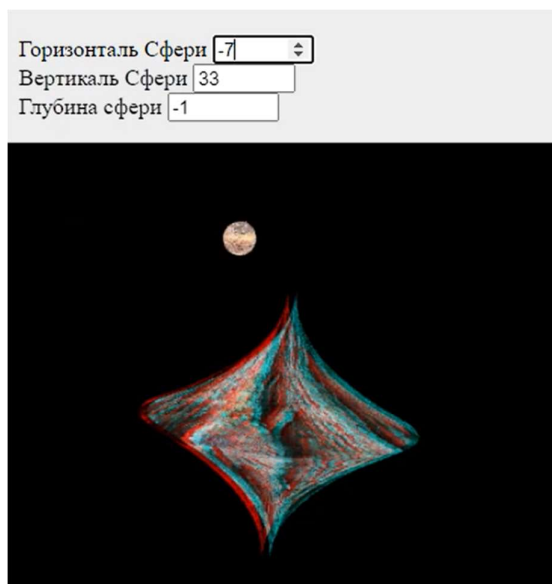 Горизонталь Сфери -7
Вертикаль Сфери 33
Глубина сфери -1